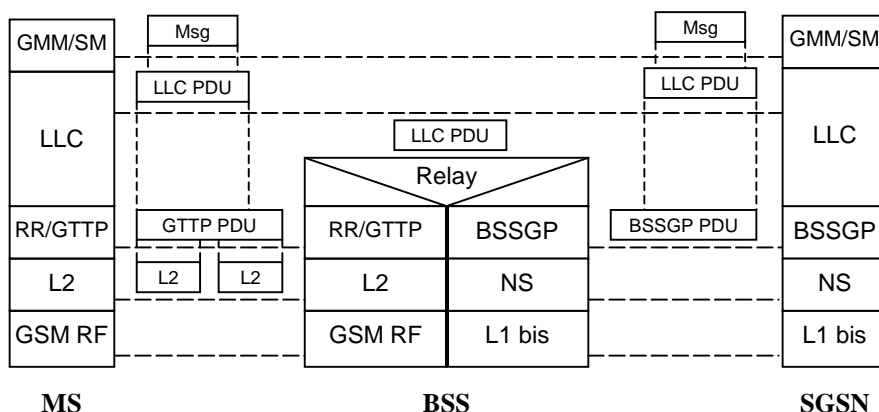 Msg
Msg
GMM/SM
GMM/SM
LLC PDU
LLC PDU
LLC
LLC PDU
LLC
Relay
RR/GTTP
GTTP PDU
RR/GTTP
BSSGP
BSSGP PDU
BSSGP
L2
L2
L2
L2
NS
NS
GSM RF
GSM RF
L1 bis
L1 bis
MS
BSS
SGSN